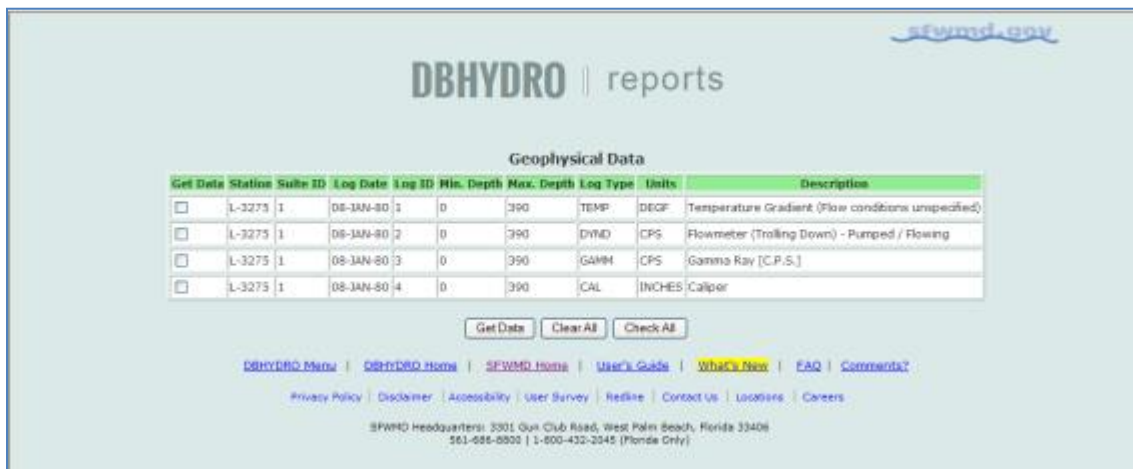 sfwmd.gov
DBHYDRO || reports
Geophysical Data
Get Data Station Suite ID Log Date Log ID Min. Depth Max. Depth Log Type Units Description
L-3275 1 08-JAN-80 1 0 390 TEMP DEGF Temperature Gradient (Flow conditions unspecified)
L-3275 1 08-JAN-80 2 0 390 DYND CPS Flowmeter (Trolling Down) - Pumped / Flowing
L-3275 1 08-JAN-80 3 0 390 GAMM CPS Gamma Ray [C.P.S.]
L-3275 1 08-JAN-80 4 0 390 CAL INCHES Caliper
Get Data Clear All Check All
DBHYDRO Menu | DBHYDRO Home | SFWMD Home | User's Guide | What's New | FAQ | Comments?
Privacy Policy | Disclaimer | Accessibility | User Survey | Redline | Contact Us | Locations | Careers
SFWMD Headquarters: 3301 Gun Club Road, West Palm Beach, Florida 33406
561-686-8800 | 1-800-432-2045 (Florida Only)